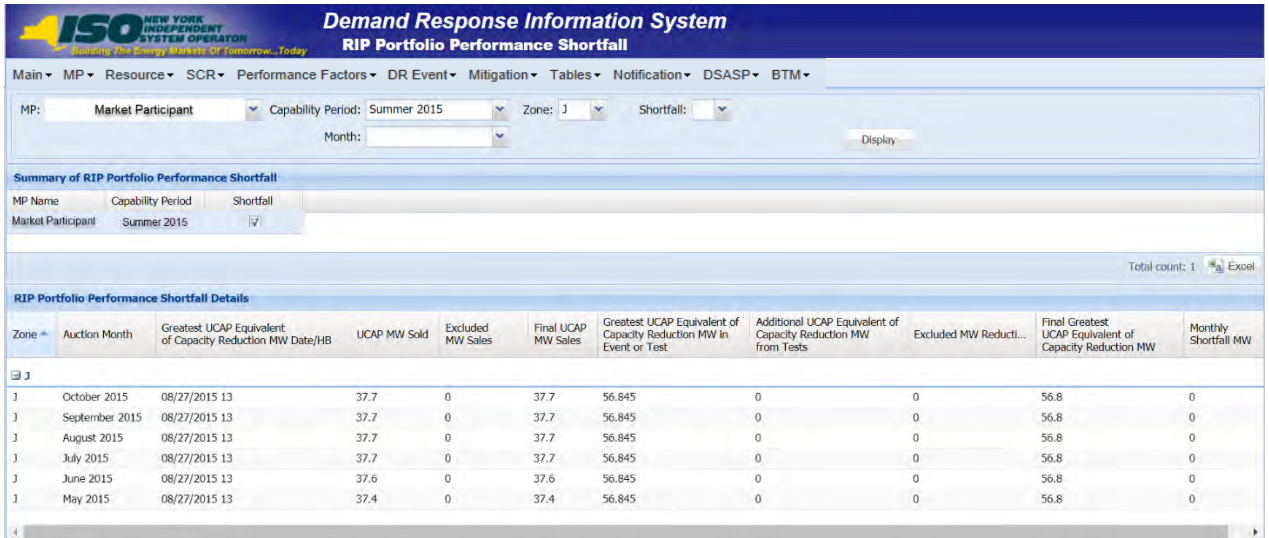 NEW YORK
INDEPENDENT
SYSTEM OPERATOR
Building The Energy Markets Of Tomorrow...Today
Demand Response Information System
RIP Portfolio Performance Shortfall
Main MP Resource SCR Performance Factors DR Event Mitigation Tables Notification DSASP BTM
MP: Market Participant Capability Period: Summer 2015 Zone: J Shortfall:
Month: Display
Summary of RIP Portfolio Performance Shortfall
MP Name Capability Period Shortfall
Market Participant Summer 2015
Total count: 1 Excel
RIP Portfolio Performance Shortfall Details
Zone Auction Month Greatest UCAP Equivalent of Capacity Reduction MW Date/HB UCAP MW Sold Excluded MW Sales Final UCAP MW Sales Greatest UCAP Equivalent of Capacity Reduction MW in Event or Test Additional UCAP Equivalent of Capacity Reduction MW from Tests Excluded MW Reducti... Final Greatest UCAP Equivalent of Capacity Reduction MW Monthly Shortfall MW
J
J October 2015 08/27/2015 13 37.7 0 37.7 56.845 0 0 56.8 0
J September 2015 08/27/2015 13 37.7 0 37.7 56.845 0 0 56.8 0
J August 2015 08/27/2015 13 37.7 0 37.7 56.845 0 0 56.8 0
J July 2015 08/27/2015 13 37.7 0 37.7 56.845 0 0 56.8 0
J June 2015 08/27/2015 13 37.6 0 37.6 56.845 0 0 56.8 0
J May 2015 08/27/2015 13 37.4 0 37.4 56.845 0 0 56.8 0